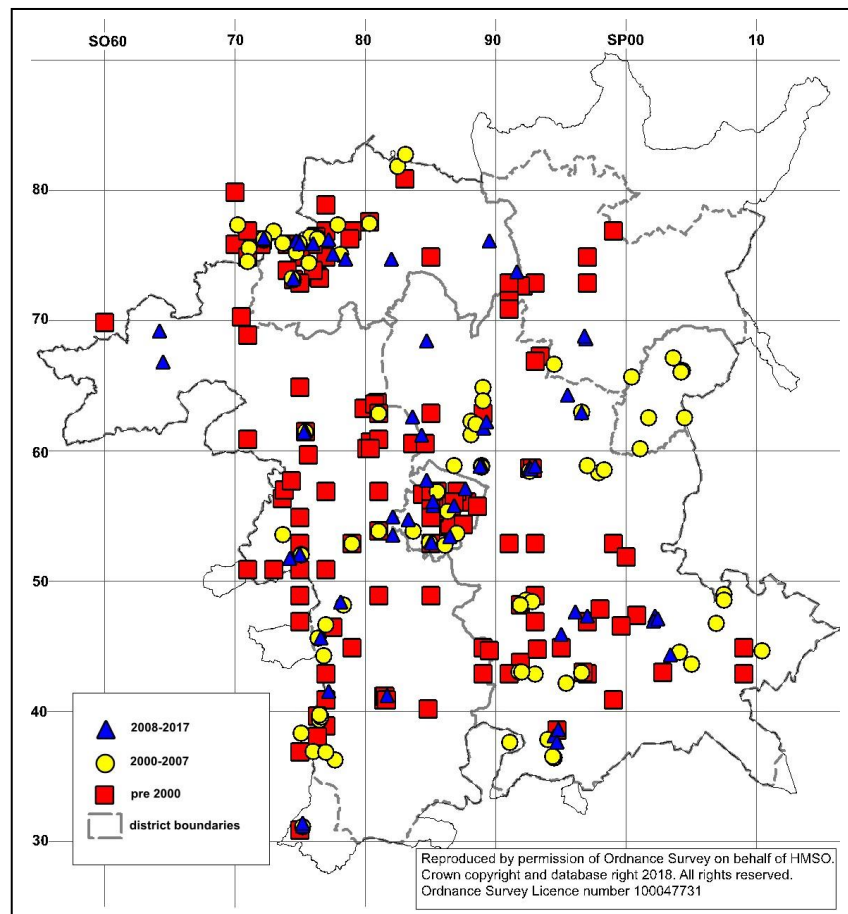 SO60 70 80 90 SP00 10
80
70
60
50
40
30
2008-2017
2000-2007
pre 2000
district boundaries
Reproduced by permission of Ordnance Survey on behalf of HMSO.
Crown copyright and database right 2018. All rights reserved.
Ordnance Survey Licence number 100047731